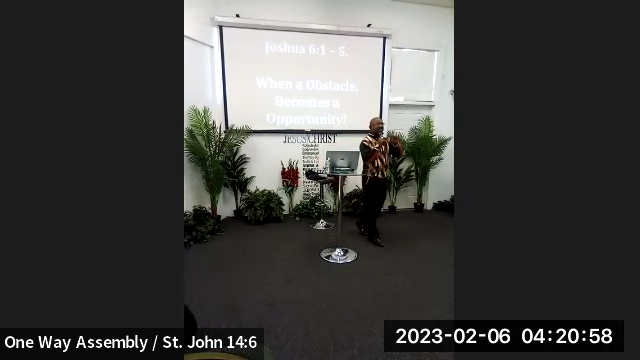 Joshua 6:1 - 5.
When a Obstacle,
Becomes a
Opportunity!
JESUS CHRIST
One Way Assembly / St. John 14:6
2023-02-06 04:20:58